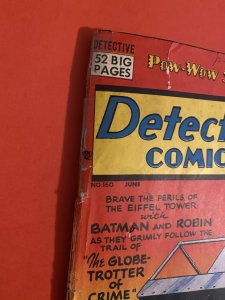 DETECTIVE
52 BIG
PAGES
POW-WOW
Detect
COMIC
NO. 160 JUNE
BRAVE THE PERILS OF
THE EIFFEL TOWER
with
BATMAN AND ROBIN
AS THEY GRIMLY FOLLOW THE
TRAIL OF
"The GLOBE-
TROTTER
of
CRIME"